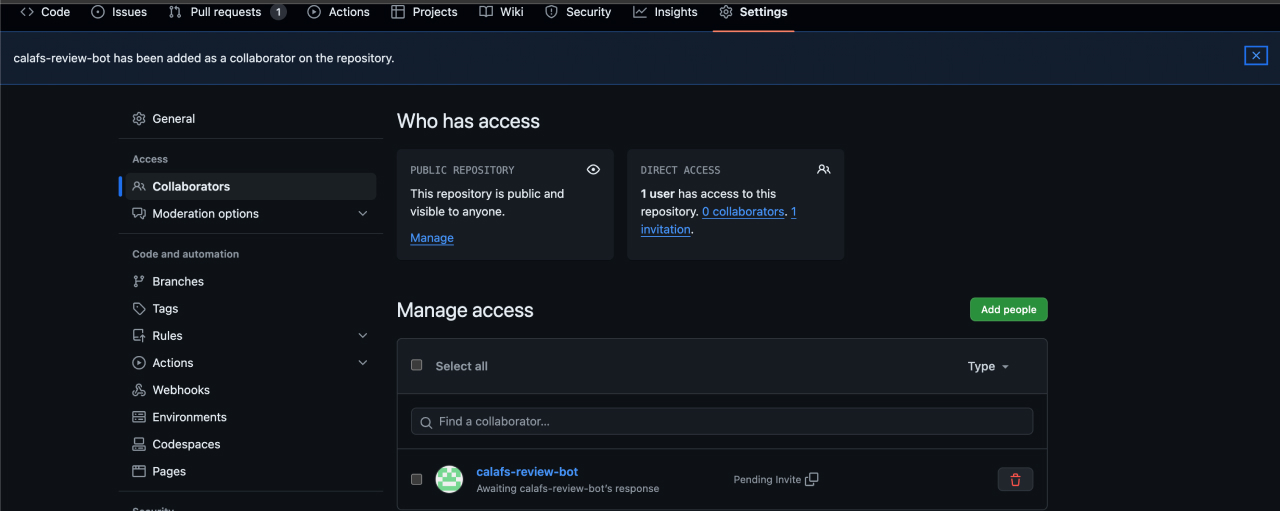 Code Issues Pull requests 1 Actions Projects Wiki Security Insights Settings
calafs-review-bot has been added as a collaborator on the repository.
General
Access
Collaborators
Moderation options
Code and automation
Branches
Tags
Rules
Actions
Webhooks
Environments
Codespaces
Pages
Security
Who has access
PUBLIC REPOSITORY
This repository is public and
visible to anyone.
Manage
DIRECT ACCESS
1 user has access to this
repository. 0 collaborators. 1
invitation.
Manage access
Add people
Select all
Type
Find a collaborator...
calafs-review-bot
Awaiting calafs-review-bot's response
Pending Invite